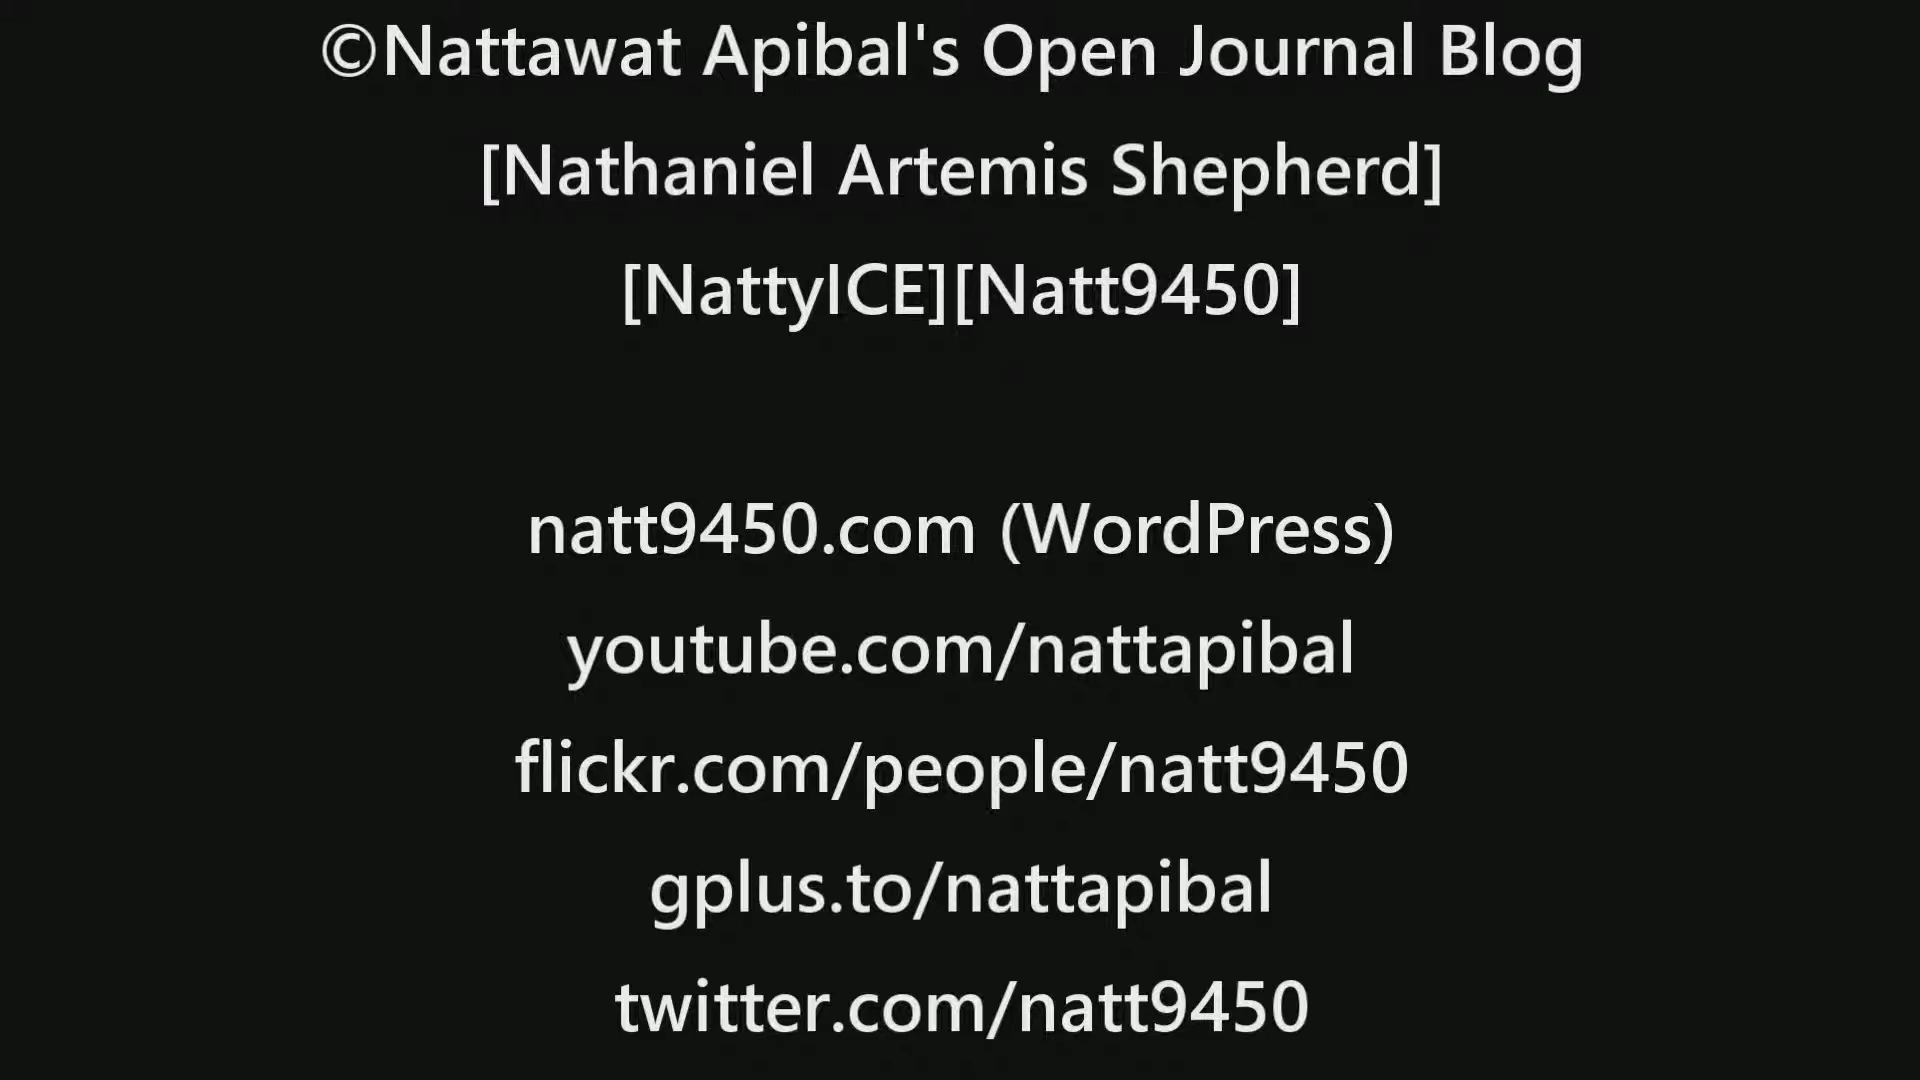 ©Nattawat Apibal's Open Journal Blog
[Nathaniel Artemis Shepherd]
[NattyICE][Natt9450]
natt9450.com (WordPress)
youtube.com/nattapibal
flickr.com/people/natt9450
gplus.to/nattapibal
twitter.com/natt9450